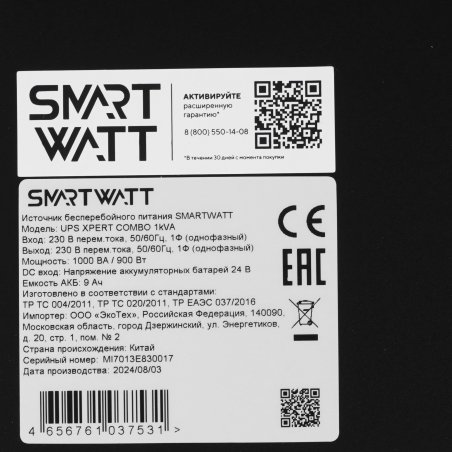 SMART
WATT
АКТИВИРУЙТЕ
расширенную
гарантию*
8 (800) 550-14-08
*В течении 30 дней с момента покупки
SMARTWATT
Источник бесперебойного питания SMARTWATT
Модель: UPS XPERT COMBO 1kVA
Вход: 230 В перем.тока, 50/60Гц, 1Ф (однофазный)
Выход: 230 В перем.тока, 50/60Гц, 1Ф (однофазный)
Мощность: 1000 ВА / 900 Вт
DC вход: Напряжение аккумуляторных батарей 24 В
Емкость АКБ: 9 Ач
Изготовлено в соответствии с стандартами:
ТР ТС 004/2011, ТР ТС 020/2011, ТР ЕАЭС 037/2016
Импортер: ООО «ЭкоТех», Российская Федерация, 140090,
Московская область, город Дзержинский, ул. Энергетиков,
д. 20, стр. 1, пом. № 2
Страна происхождения: Китай
Серийный номер: MI7013E830017
Дата производства: 2024/08/03
CE
EAC
4 656761 037531 >